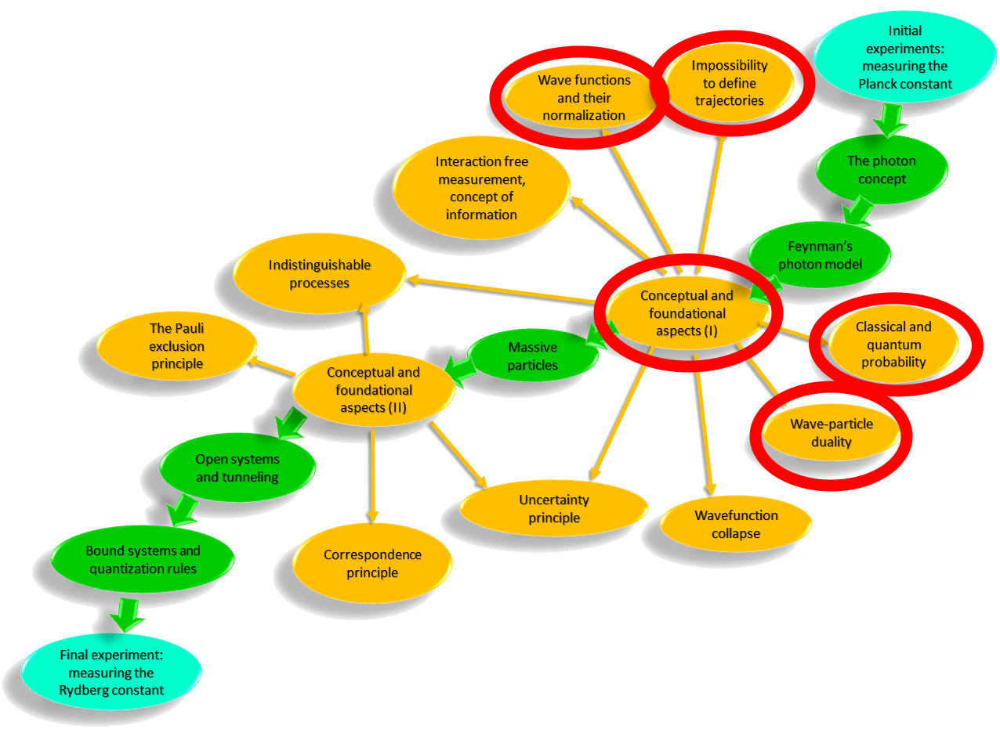 Initial
experiments:
measuring the
Planck constant
Impossibility
to define
trajectories
Wave functions
and their
normalization
The photon
concept
Interaction free
measurement,
concept of
information
Feynman's
photon model
Indistinguishable
processes
Conceptual and
foundational
aspects (I)
Classical and
quantum
probability
The Pauli
exclusion
principle
Massive
particles
Conceptual and
foundational
aspects (II)
Wave-particle
duality
Open systems
and tunneling
Uncertainty
principle
Wavefunction
collapse
Bound systems and
quantization rules
Correspondence
principle
Final experiment:
measuring the
Rydberg constant